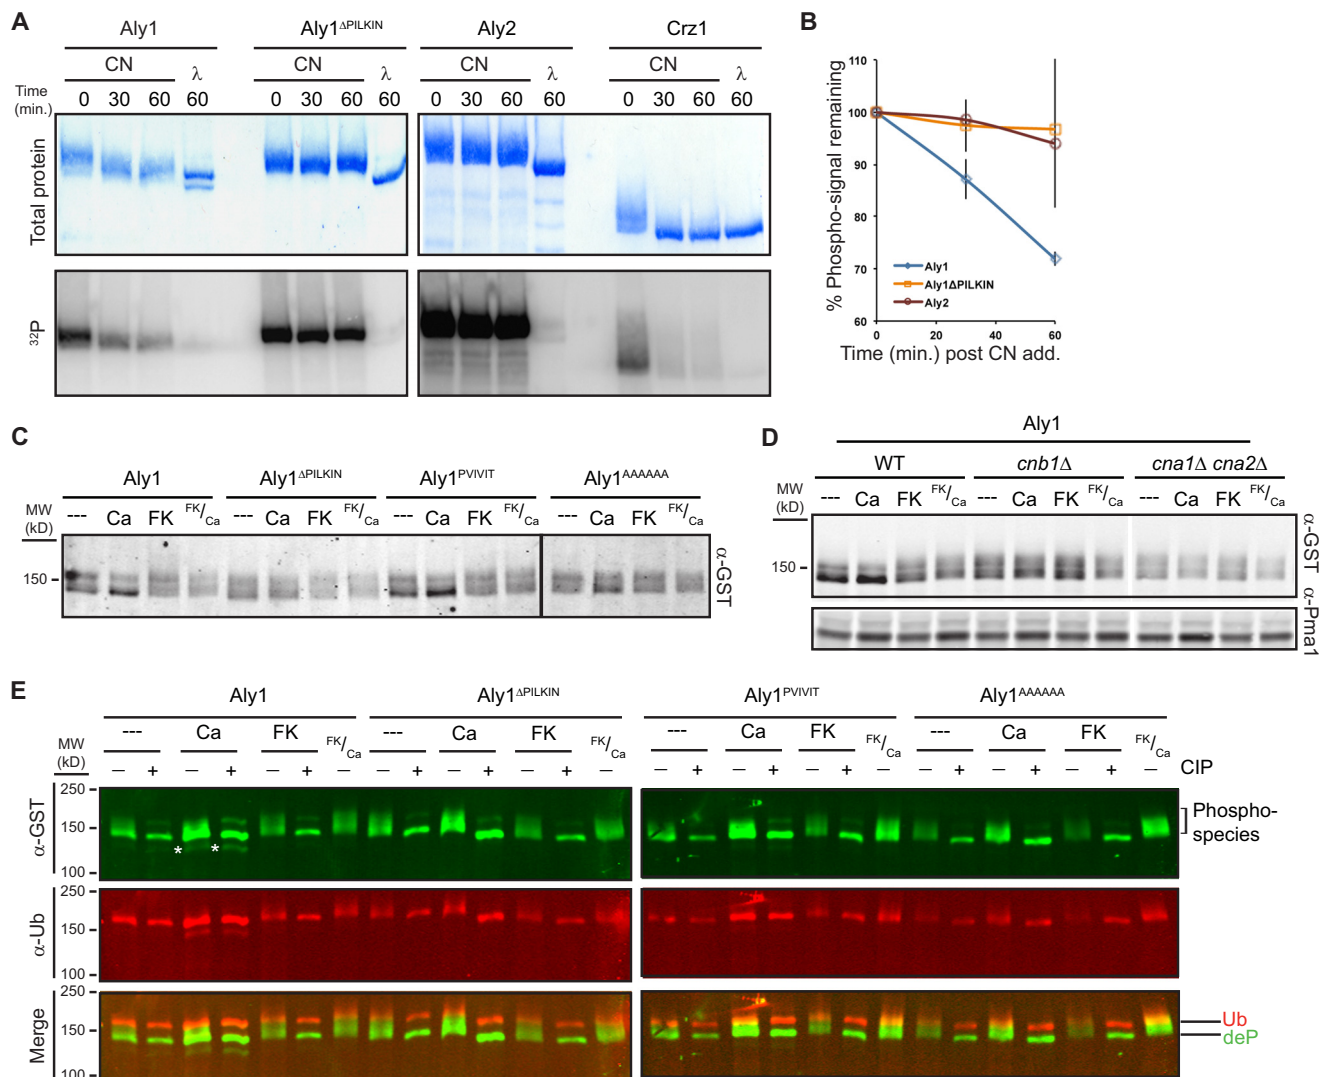 A
Aly1 Aly1ΔPILKIN Aly2 Crz1
CN λ CN λ CN λ CN λ
Time (min.) 0 30 60 60 0 30 60 60 0 30 60 60 0 30 60 60
Total protein
32P
B
110
100
90
80
70
60
% Phospho-signal remaining
Aly1
Aly1ΔPILKIN
Aly2
0 20 40 60
Time (min.) post CN add.
C
Aly1 Aly1ΔPILKIN Aly1PVIVIT Aly1AAAAAA
MW (kD) --- Ca FK FK/Ca --- Ca FK FK/Ca --- Ca FK FK/Ca --- Ca FK FK/Ca
150
α-GST
D
Aly1
WT cnb1Δ cna1Δ cna2Δ
MW (kD) --- Ca FK FK/Ca --- Ca FK FK/Ca --- Ca FK FK/Ca
150
α-GST
α-Pma1
E
Aly1 Aly1ΔPILKIN Aly1PVIVIT Aly1AAAAAA
MW (kD) --- Ca FK FK/Ca --- Ca FK FK/Ca --- Ca FK FK/Ca --- Ca FK FK/Ca
– + – + – + – – + – + – + – – + – + – + – – + – + – + – CIP
250
150
100
α-GST
* *
Phospho-species
250
150
100
α-Ub
250
150
100
Merge
Ub
deP